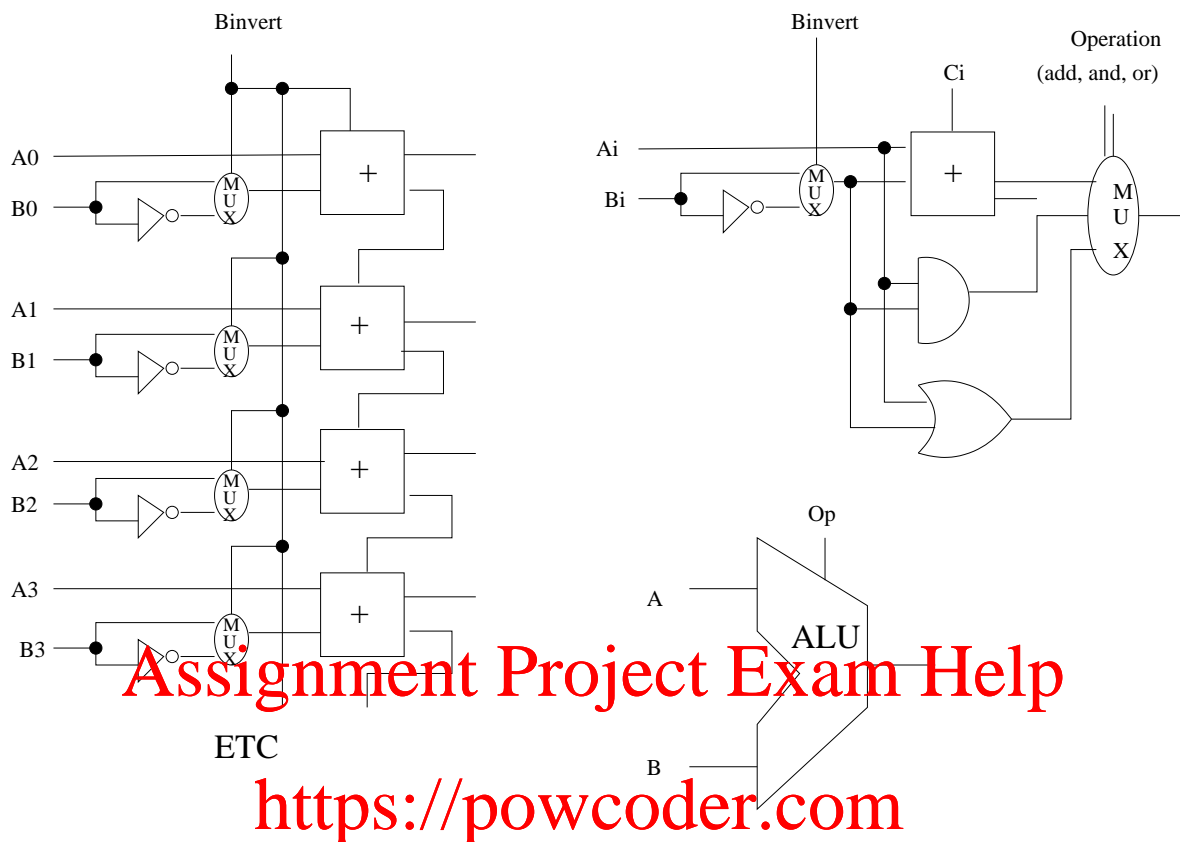 Binvert
A0
B0
M
U
X
+
A1
B1
M
U
X
+
A2
B2
M
U
X
+
A3
B3
M
U
X
+
ETC
Binvert
Operation
(add, and, or)
Ci
Ai
Bi
M
U
X
+
M
U
X
Op
A
ALU
B
Assignment Project Exam Help
https://powcoder.com